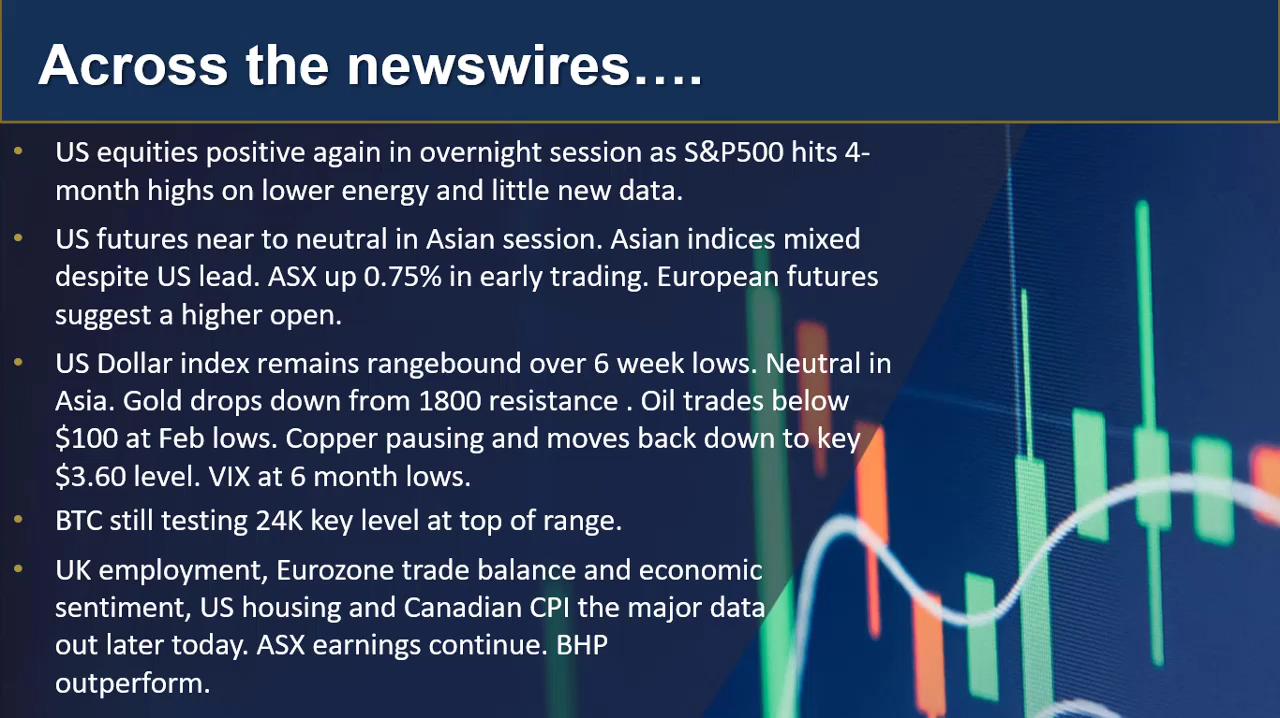 Across the newswires….
• US equities positive again in overnight session as S&P500 hits 4-
month highs on lower energy and little new data.
• US futures near to neutral in Asian session. Asian indices mixed
despite US lead. ASX up 0.75% in early trading. European futures
suggest a higher open.
• US Dollar index remains rangebound over 6 week lows. Neutral in
Asia. Gold drops down from 1800 resistance . Oil trades below
$100 at Feb lows. Copper pausing and moves back down to key
$3.60 level. VIX at 6 month lows.
• BTC still testing 24K key level at top of range.
• UK employment, Eurozone trade balance and economic
sentiment, US housing and Canadian CPI the major data
out later today. ASX earnings continue. BHP
outperform.